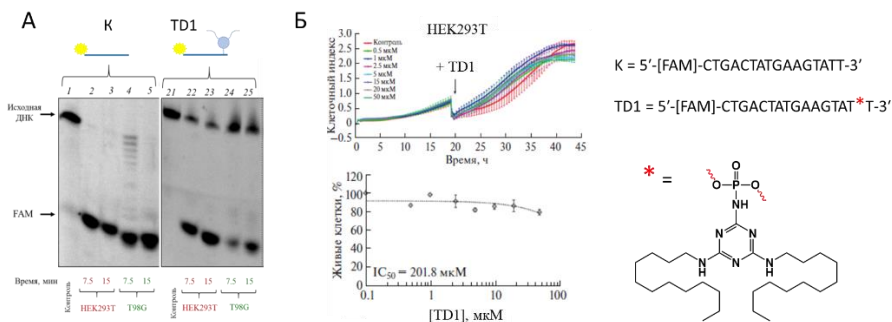 А
К
TD1
1
2
3
4
5
21
22
23
24
25
Исходная
ДНК
FAM
Время, мин
Контроль
7.5
15
7.5
15
HEK293T
T98G
Контроль
7.5
15
7.5
15
HEK293T
T98G
Б
HEK293T
+ TD1
Клеточный индекс
3.0
2.5
2.0
1.5
1.0
0.5
0
−0.5
Контроль
0.5 мкМ
1 мкМ
2.5 мкМ
5 мкМ
15 мкМ
20 мкМ
50 мкМ
0 5 10 15 20 25 30 35 40 45
Время, ч
Живые клетки, %
120
100
80
60
40
20
0
IC50 = 201.8 мкМ
0.1 1 10 100
[TD1], мкМ
K = 5′-[FAM]-CTGACTATGAAGTATT-3′
TD1 = 5′-[FAM]-CTGACTATGAAGTAT*T-3′
* =
O
O
P
O
NH
N
N
N
HN
NH